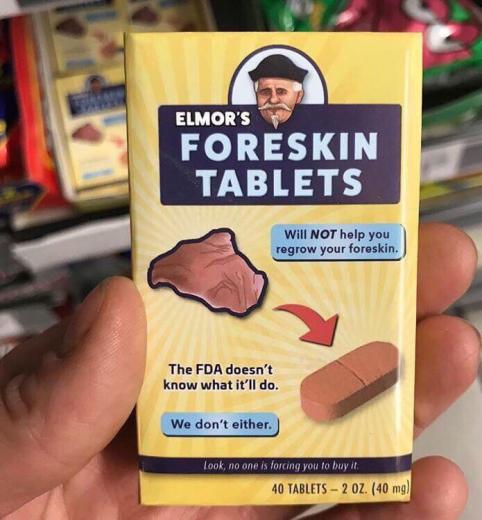 ELMOR'S
FORESKIN
TABLETS
Will NOT help you
regrow your foreskin.
The FDA doesn't
know what it'll do.
We don't either.
Look, no one is forcing you to buy it.
40 TABLETS – 2 OZ. (40 mg)